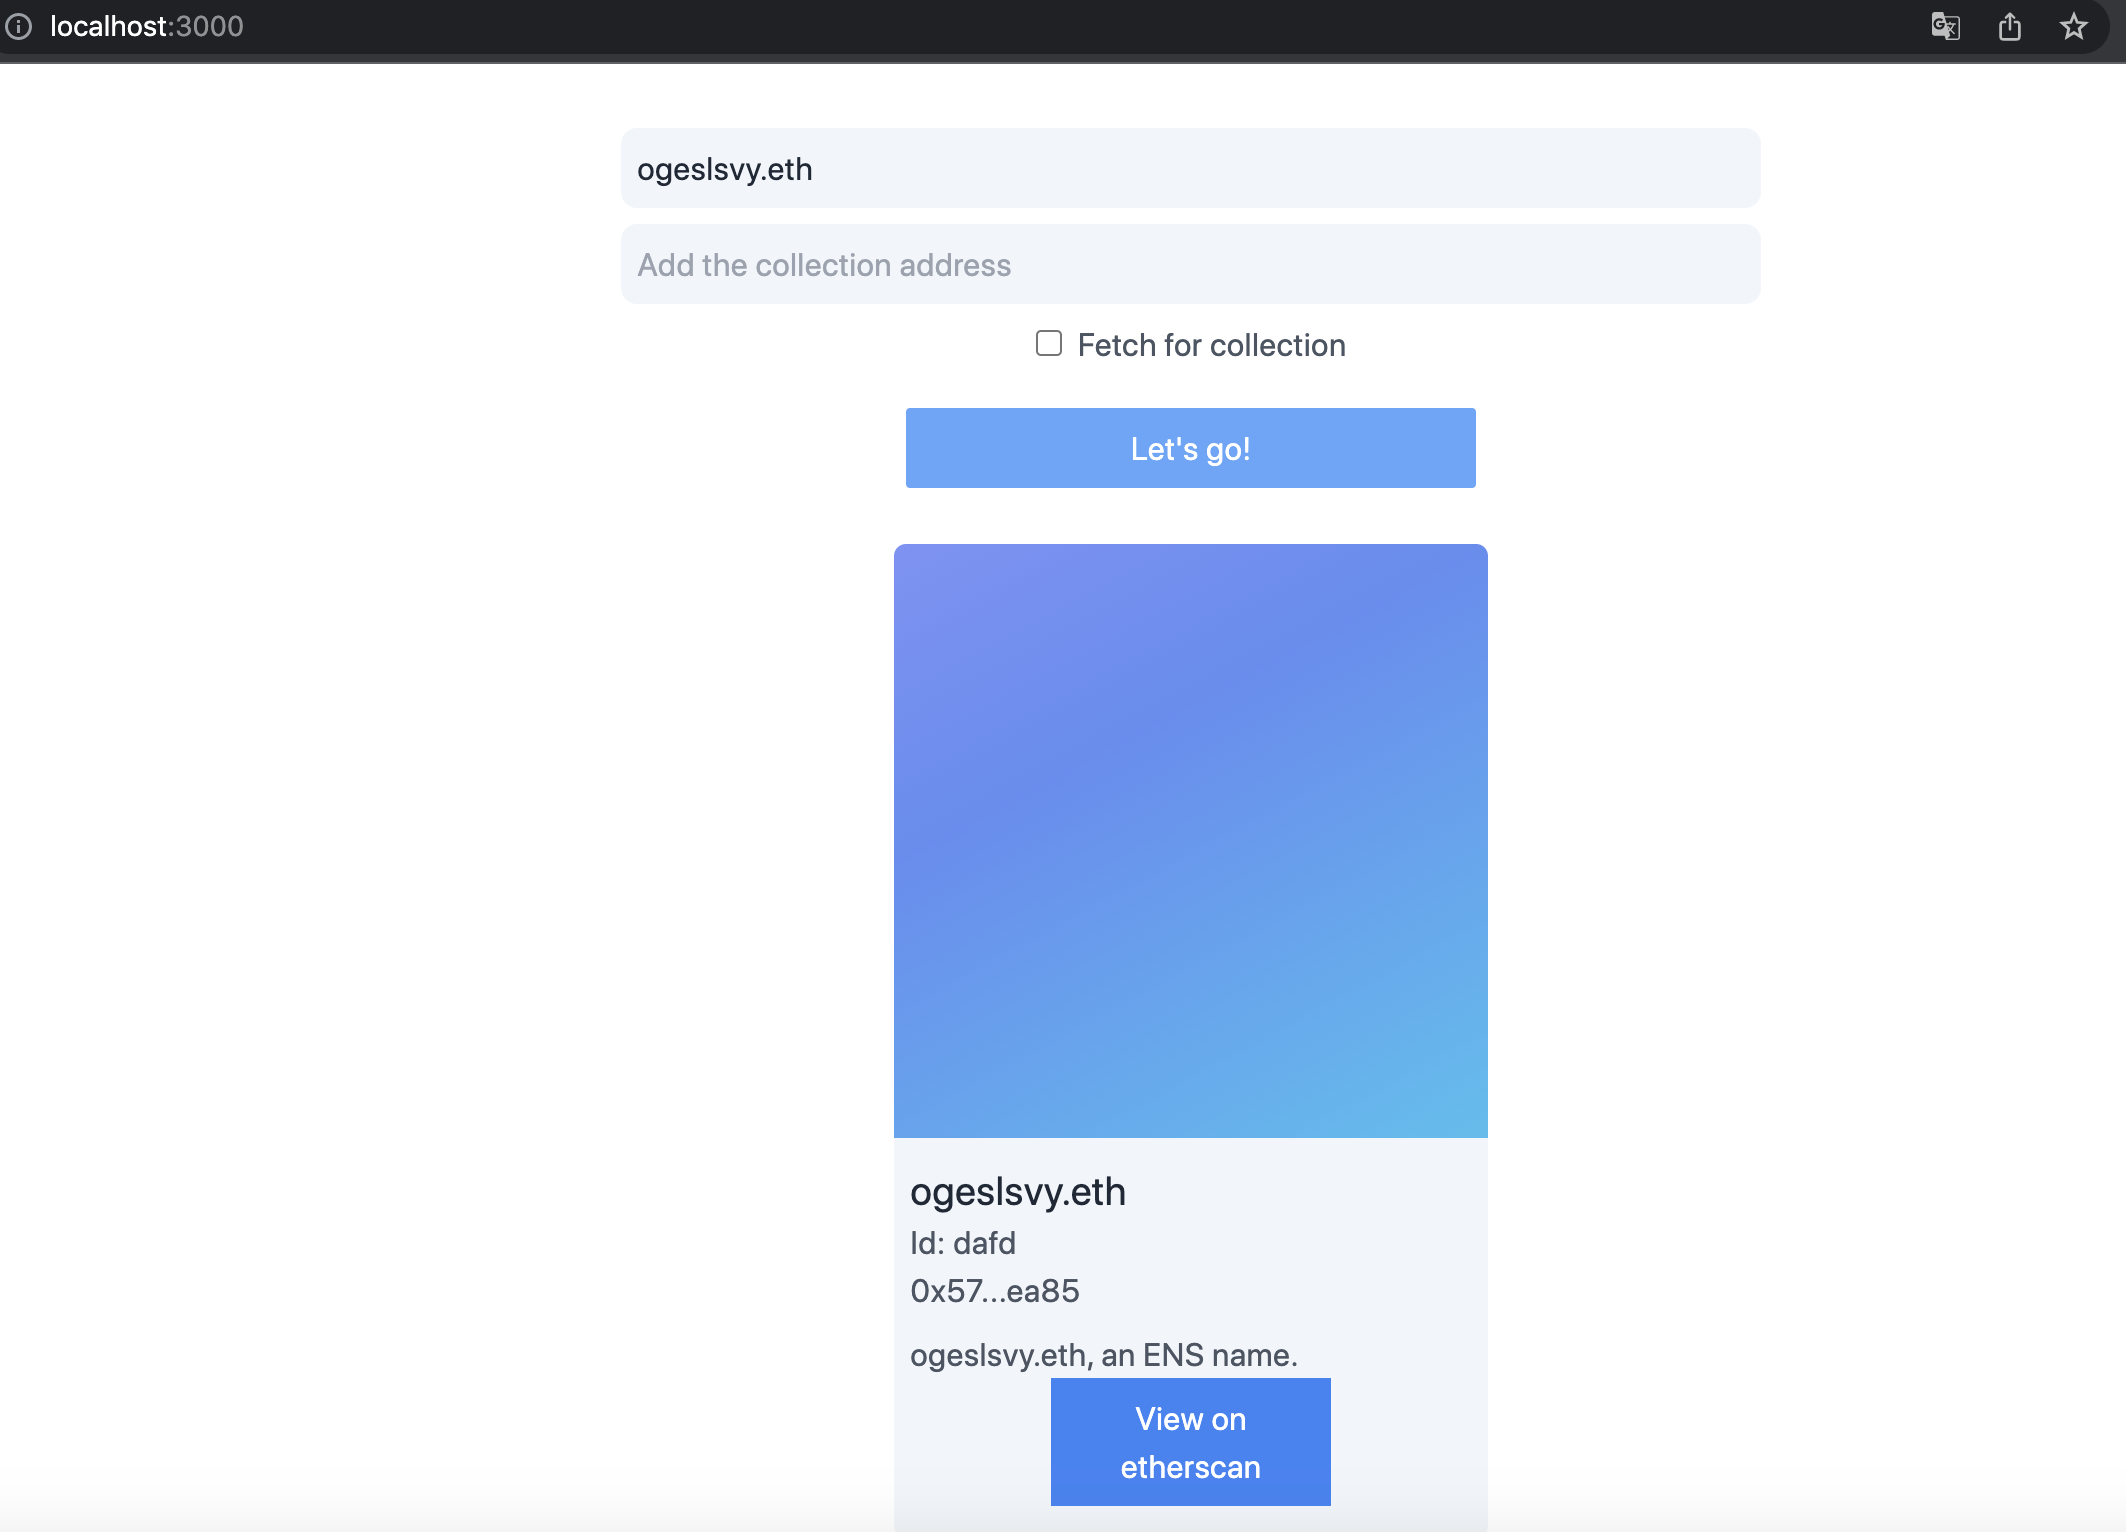 localhost:3000
ogeslsvy.eth
Add the collection address
Fetch for collection
Let's go!
ogeslsvy.eth
Id: dafd
0x57...ea85
ogeslsvy.eth, an ENS name.
View on
etherscan